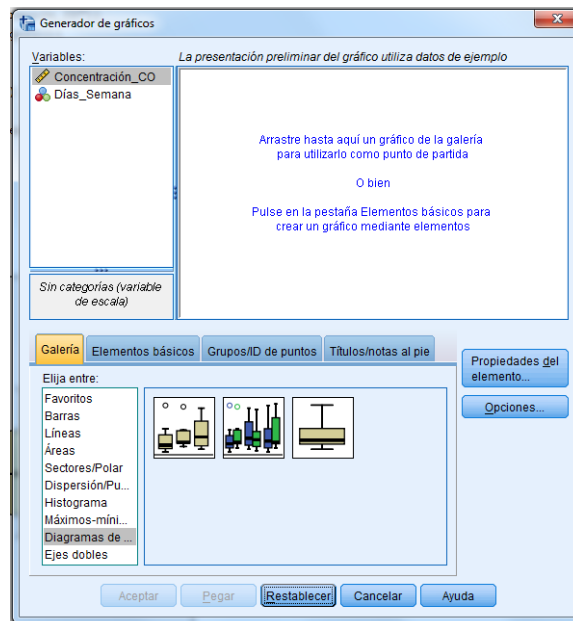 Generador de gráficos
Variables:
La presentación preliminar del gráfico utiliza datos de ejemplo
Concentración_CO
Días_Semana
Arrastre hasta aquí un gráfico de la galería
para utilizarlo como punto de partida
O bien
Pulse en la pestaña Elementos básicos para
crear un gráfico mediante elementos
Sin categorías (variable
de escala)
Galería
Elementos básicos
Grupos/ID de puntos
Títulos/notas al pie
Propiedades del
elemento...
Opciones...
Elija entre:
Favoritos
Barras
Líneas
Áreas
Sectores/Polar
Dispersión/Pu...
Histograma
Máximos-míni...
Diagramas de ...
Ejes dobles
Aceptar
Pegar
Restablecer
Cancelar
Ayuda